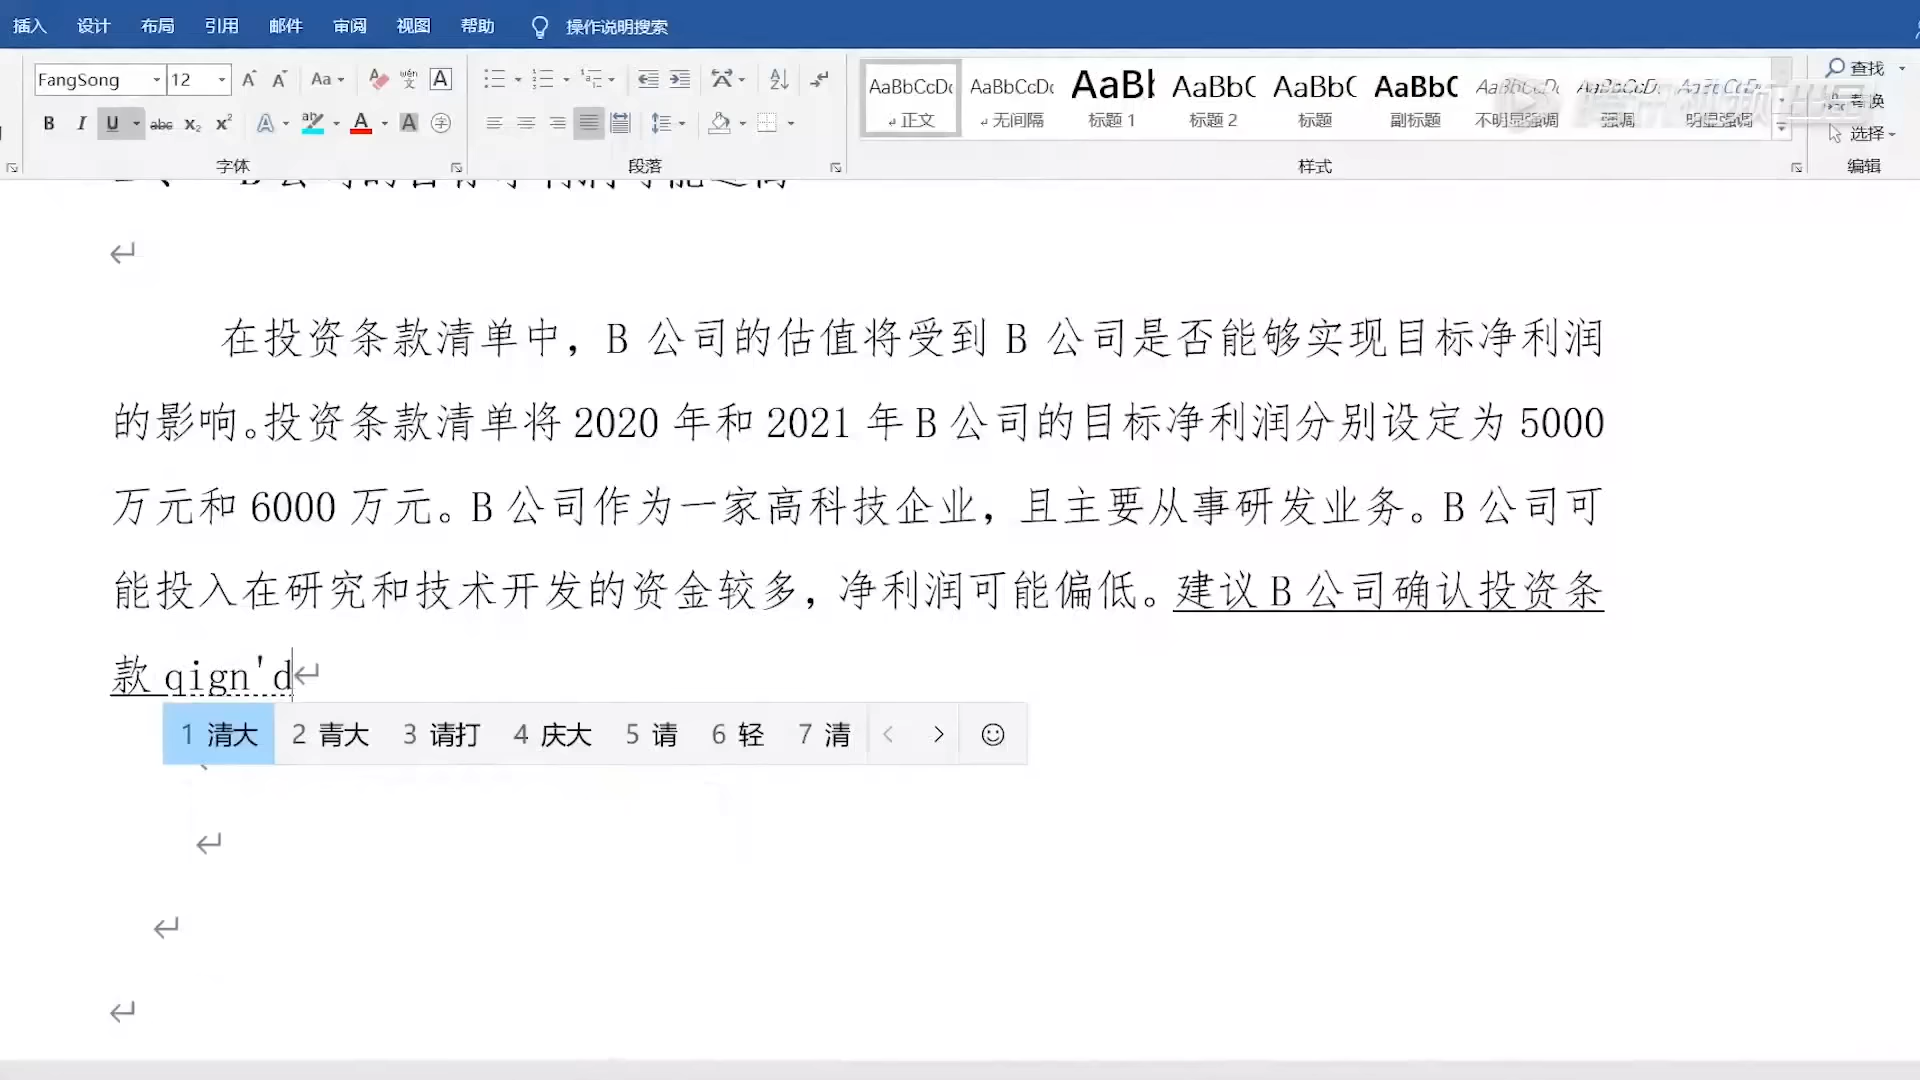 插入 设计 布局 引用 邮件 审阅 视图 帮助 操作说明搜索
FangSong 12 Aa wén 文 A
查找
AaBbCcDc AaBbCcDc AaBl AaBbC AaBbC AaBbC AaBbCcDc AaBbCcDc AaBbCcDc
替换
正文 无间隔 标题 1 标题 2 标题 副标题 不明显强调 强调 明显强调
B I U abc X₂ X² A aby A A 字
选择
字体 段落 样式 编辑
在投资条款清单中，B 公司的估值将受到 B 公司是否能够实现目标净利润
的影响。投资条款清单将 2020 年和 2021 年 B 公司的目标净利润分别设定为 5000
万元和 6000 万元。B 公司作为一家高科技企业，且主要从事研发业务。B 公司可
能投入在研究和技术开发的资金较多，净利润可能偏低。建议 B 公司确认投资条
款 qign'd
1 清大 2 青大 3 请打 4 庆大 5 请 6 轻 7 清